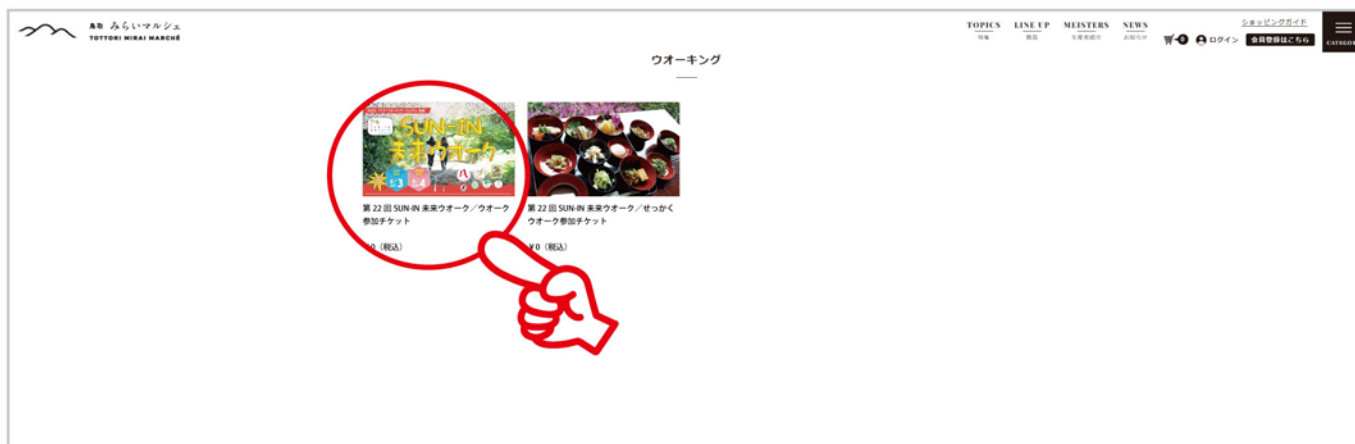 鳥取 みらいマルシェ
TOTTORI MIRAI MARCHÉ
TOPICS
特集
LINE UP
商品
MEISTERS
生産者紹介
NEWS
お知らせ
ショッピングガイド
0
ログイン
会員登録はこちら
CATEGOR
ウオーキング
SUN-IN
未来ウオーク
6/3
6/4
第 22 回 SUN-IN 未来ウオーク／ウオーク
参加チケット
¥0（税込）
第 22 回 SUN-IN 未来ウオーク／せっかく
ウオーク参加チケット
¥0（税込）